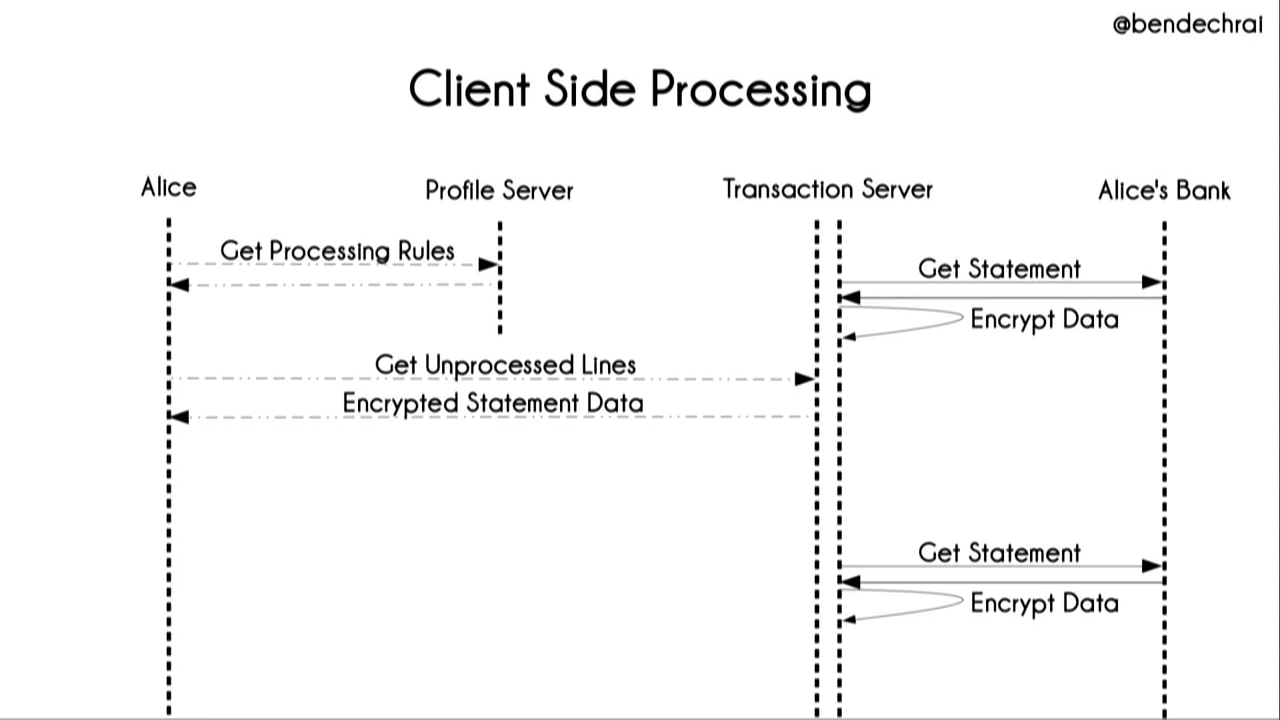 @bendechrai
Client Side Processing
Alice
Profile Server
Transaction Server
Alice's Bank
Get Processing Rules
Get Statement
Encrypt Data
Get Unprocessed Lines
Encrypted Statement Data
Get Statement
Encrypt Data